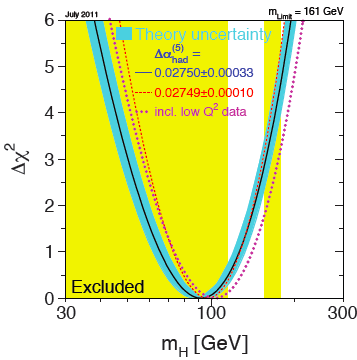 July 2011 m_Limit = 161 GeV
Theory uncertainty
Δα_had^(5) =
0.02750±0.00033
0.02749±0.00010
incl. low Q² data
Δχ²
6
5
4
3
2
1
0
Excluded
30 100 300
m_H [GeV]